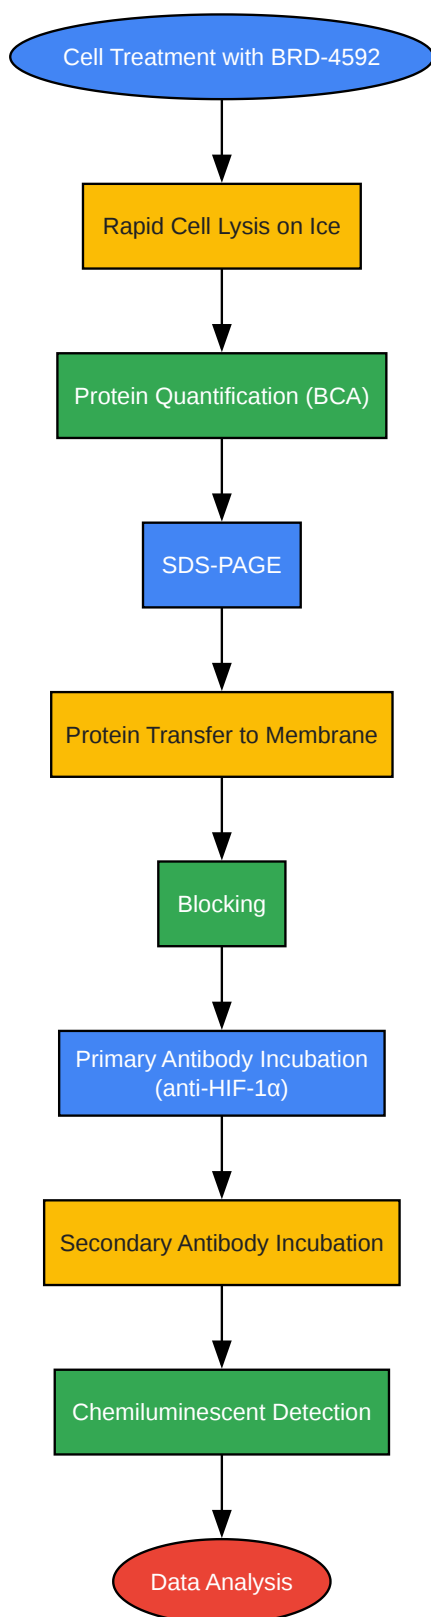 Cell Treatment with BRD-4592
Rapid Cell Lysis on Ice
Protein Quantification (BCA)
SDS-PAGE
Protein Transfer to Membrane
Blocking
Primary Antibody Incubation
(anti-HIF-1α)
Secondary Antibody Incubation
Chemiluminescent Detection
Data Analysis